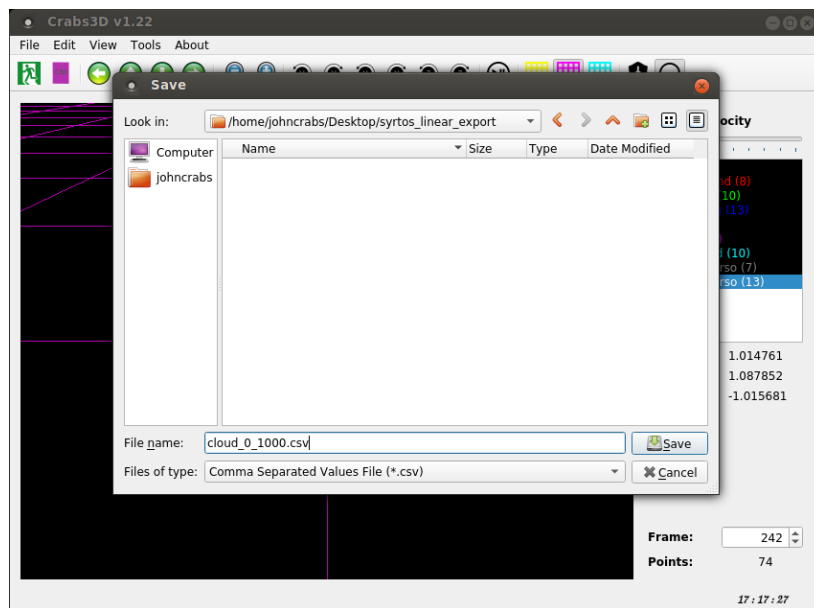 Crabs3D v1.22
File Edit View Tools About
Save
Look in: /home/johncrabs/Desktop/syrtos_linear_export
ocity
Computer
johncrabs
Name Size Type Date Modified
nd (8)
10)
(13)
)
d (10)
rso (7)
rso (13)
1.014761
1.087852
-1.015681
File name: cloud_0_1000.csv Save
Files of type: Comma Separated Values File (*.csv) Cancel
Frame: 242
Points: 74
17:17:27